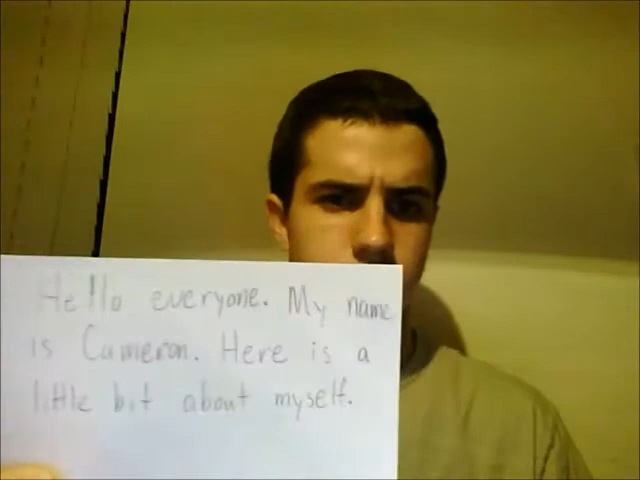 Hello everyone. My name
is Cameron. Here is a
little bit about myself.